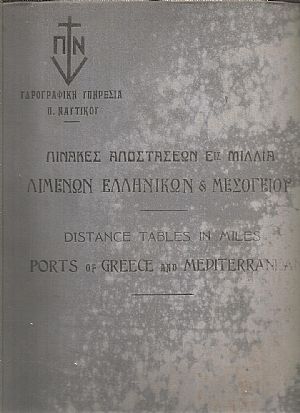 ΠΝ
ΥΔΡΟΓΡΑΦΙΚΗ ΥΠΗΡΕΣΙΑ
Π. ΝΑΥΤΙΚΟΥ
ΠΙΝΑΚΕΣ ΑΠΟΣΤΑΣΕΩΝ ΕΙΣ ΜΙΛΛΙΑ
ΛΙΜΕΝΩΝ ΕΛΛΗΝΙΚΩΝ & ΜΕΣΟΓΕΙΟΥ
DISTANCE TABLES IN MILES
PORTS OF GREECE AND MEDITERRANEAN